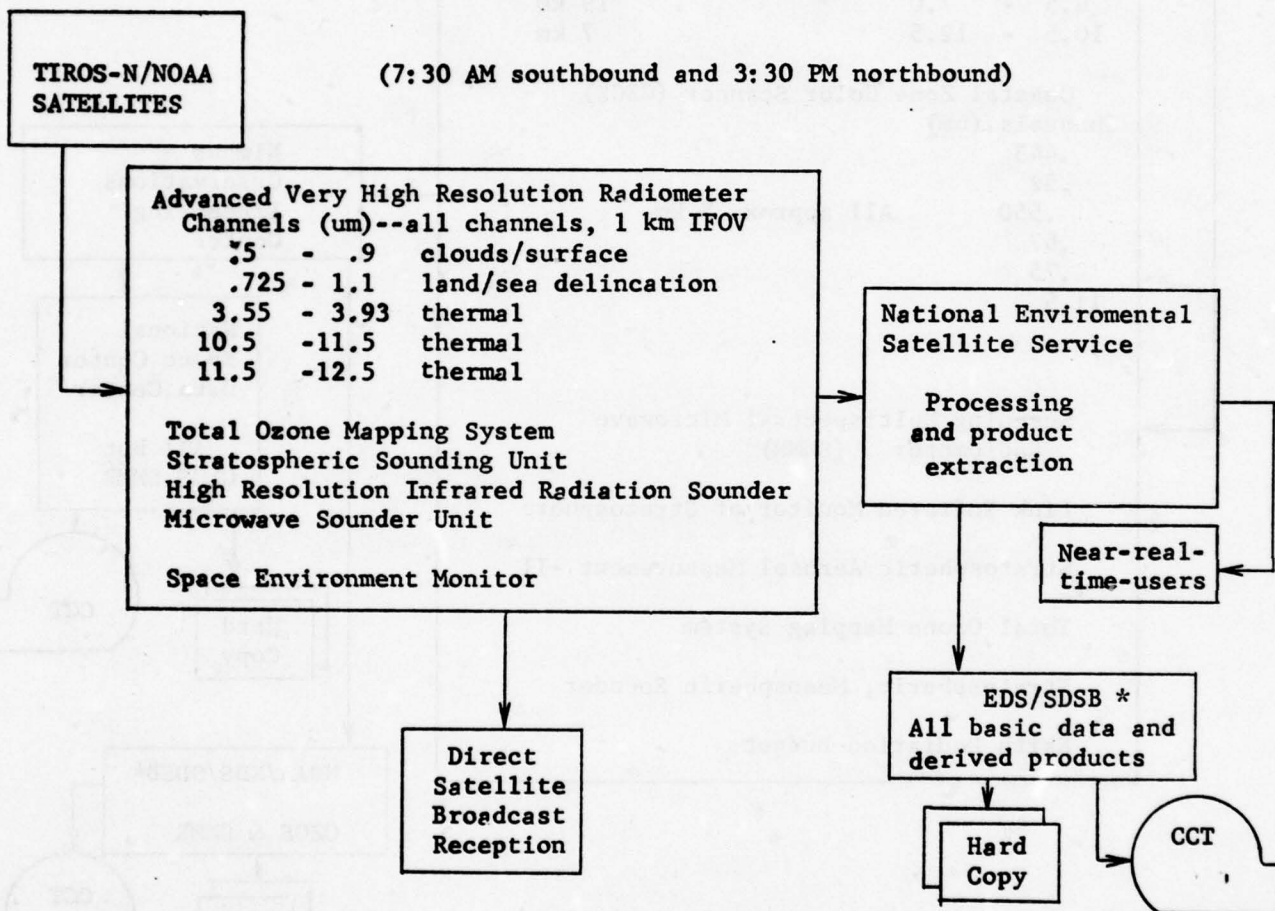 TIROS-N/NOAA
SATELLITES
(7:30 AM southbound and 3:30 PM northbound)
Advanced Very High Resolution Radiometer
Channels (um)--all channels, 1 km IFOV
.5 - .9 clouds/surface
.725 - 1.1 land/sea delincation
3.55 - 3.93 thermal
10.5 -11.5 thermal
11.5 -12.5 thermal
Total Ozone Mapping System
Stratospheric Sounding Unit
High Resolution Infrared Radiation Sounder
Microwave Sounder Unit
Space Environment Monitor
National Enviromental
Satellite Service
Processing
and product
extraction
Near-real-
time-users
EDS/SDSB *
All basic data and
derived products
Direct
Satellite
Broadcast
Reception
Hard
Copy
CCT